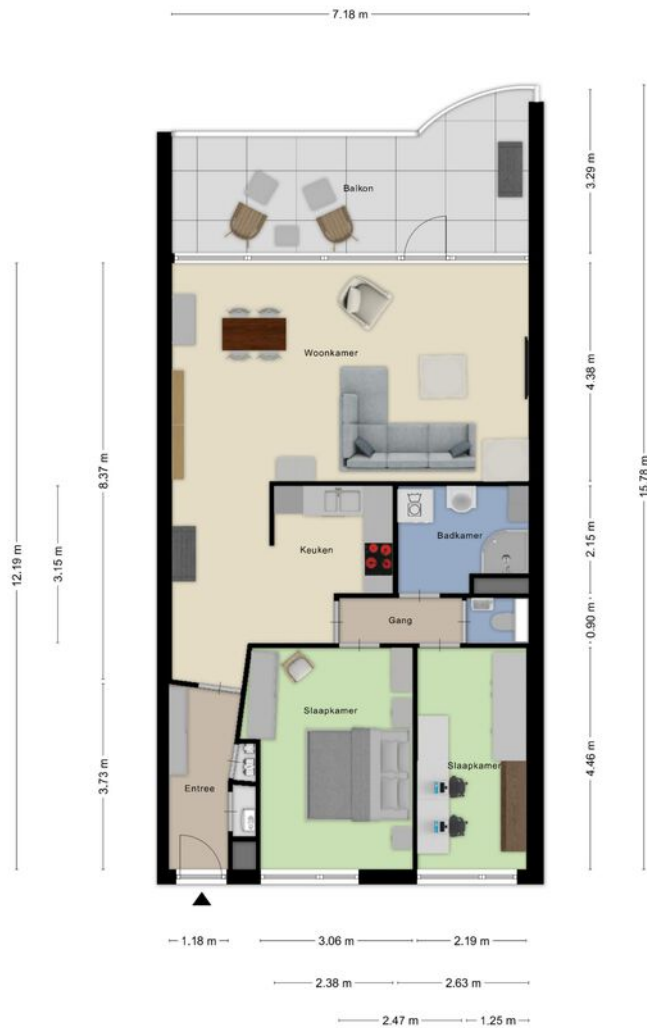 7.18 m
Balkon
3.29 m
Woonkamer
4.38 m
8.37 m
15.78 m
12.19 m
3.15 m
Keuken
Badkamer
2.15 m
Gang
0.90 m
Slaapkamer
Slaapkamer
4.46 m
3.73 m
Entree
1.18 m
3.06 m
2.19 m
2.38 m
2.63 m
2.47 m
1.25 m